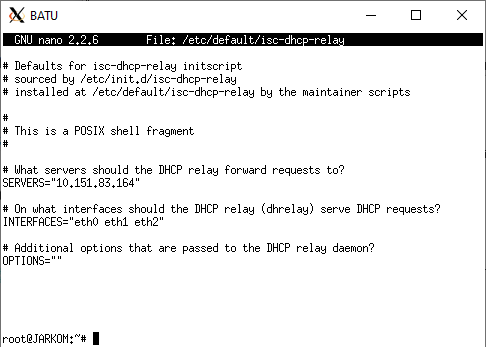 BATU
GNU nano 2.2.6 File: /etc/default/isc-dhcp-relay
# Defaults for isc-dhcp-relay initscript
# sourced by /etc/init.d/isc-dhcp-relay
# installed at /etc/default/isc-dhcp-relay by the maintainer scripts
#
# This is a POSIX shell fragment
#
# What servers should the DHCP relay forward requests to?
SERVERS="10.151.83.164"
# On what interfaces should the DHCP relay (dhrelay) serve DHCP requests?
INTERFACES="eth0 eth1 eth2"
# Additional options that are passed to the DHCP relay daemon?
OPTIONS=""
root@JARKOM:~#